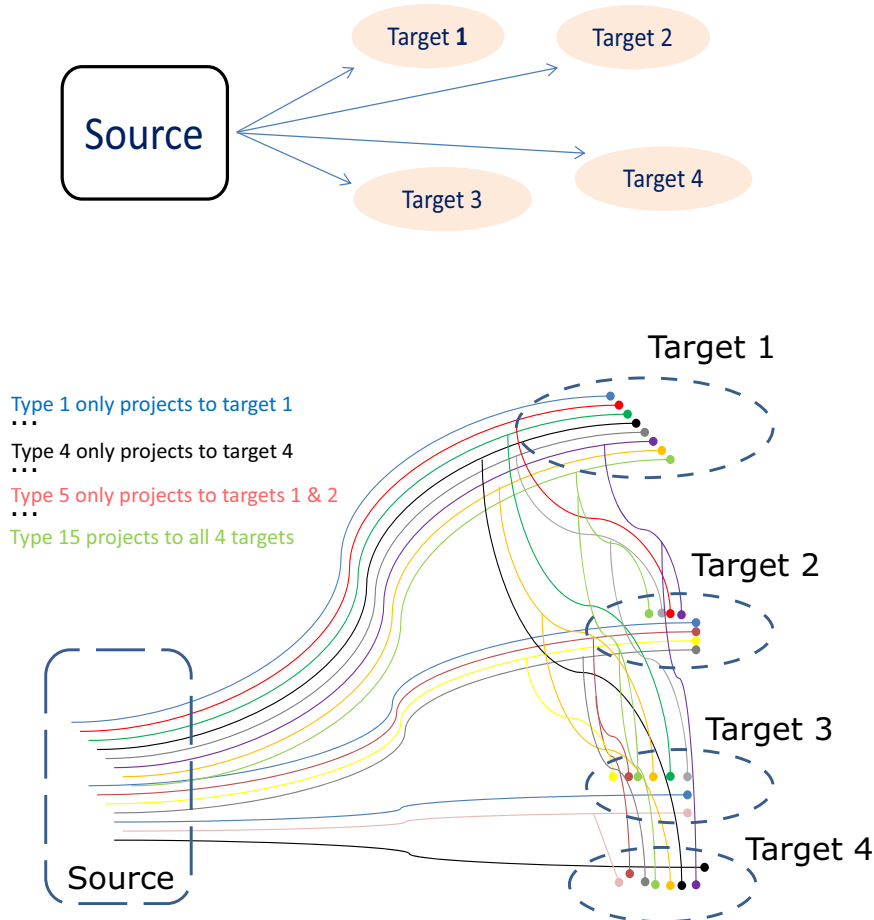 Target 1
Target 2
Source
Target 4
Target 3
Target 1
Type 1 only projects to target 1
...
Type 4 only projects to target 4
...
Type 5 only projects to targets 1 & 2
...
Type 15 projects to all 4 targets
Target 2
Target 3
Target 4
Source